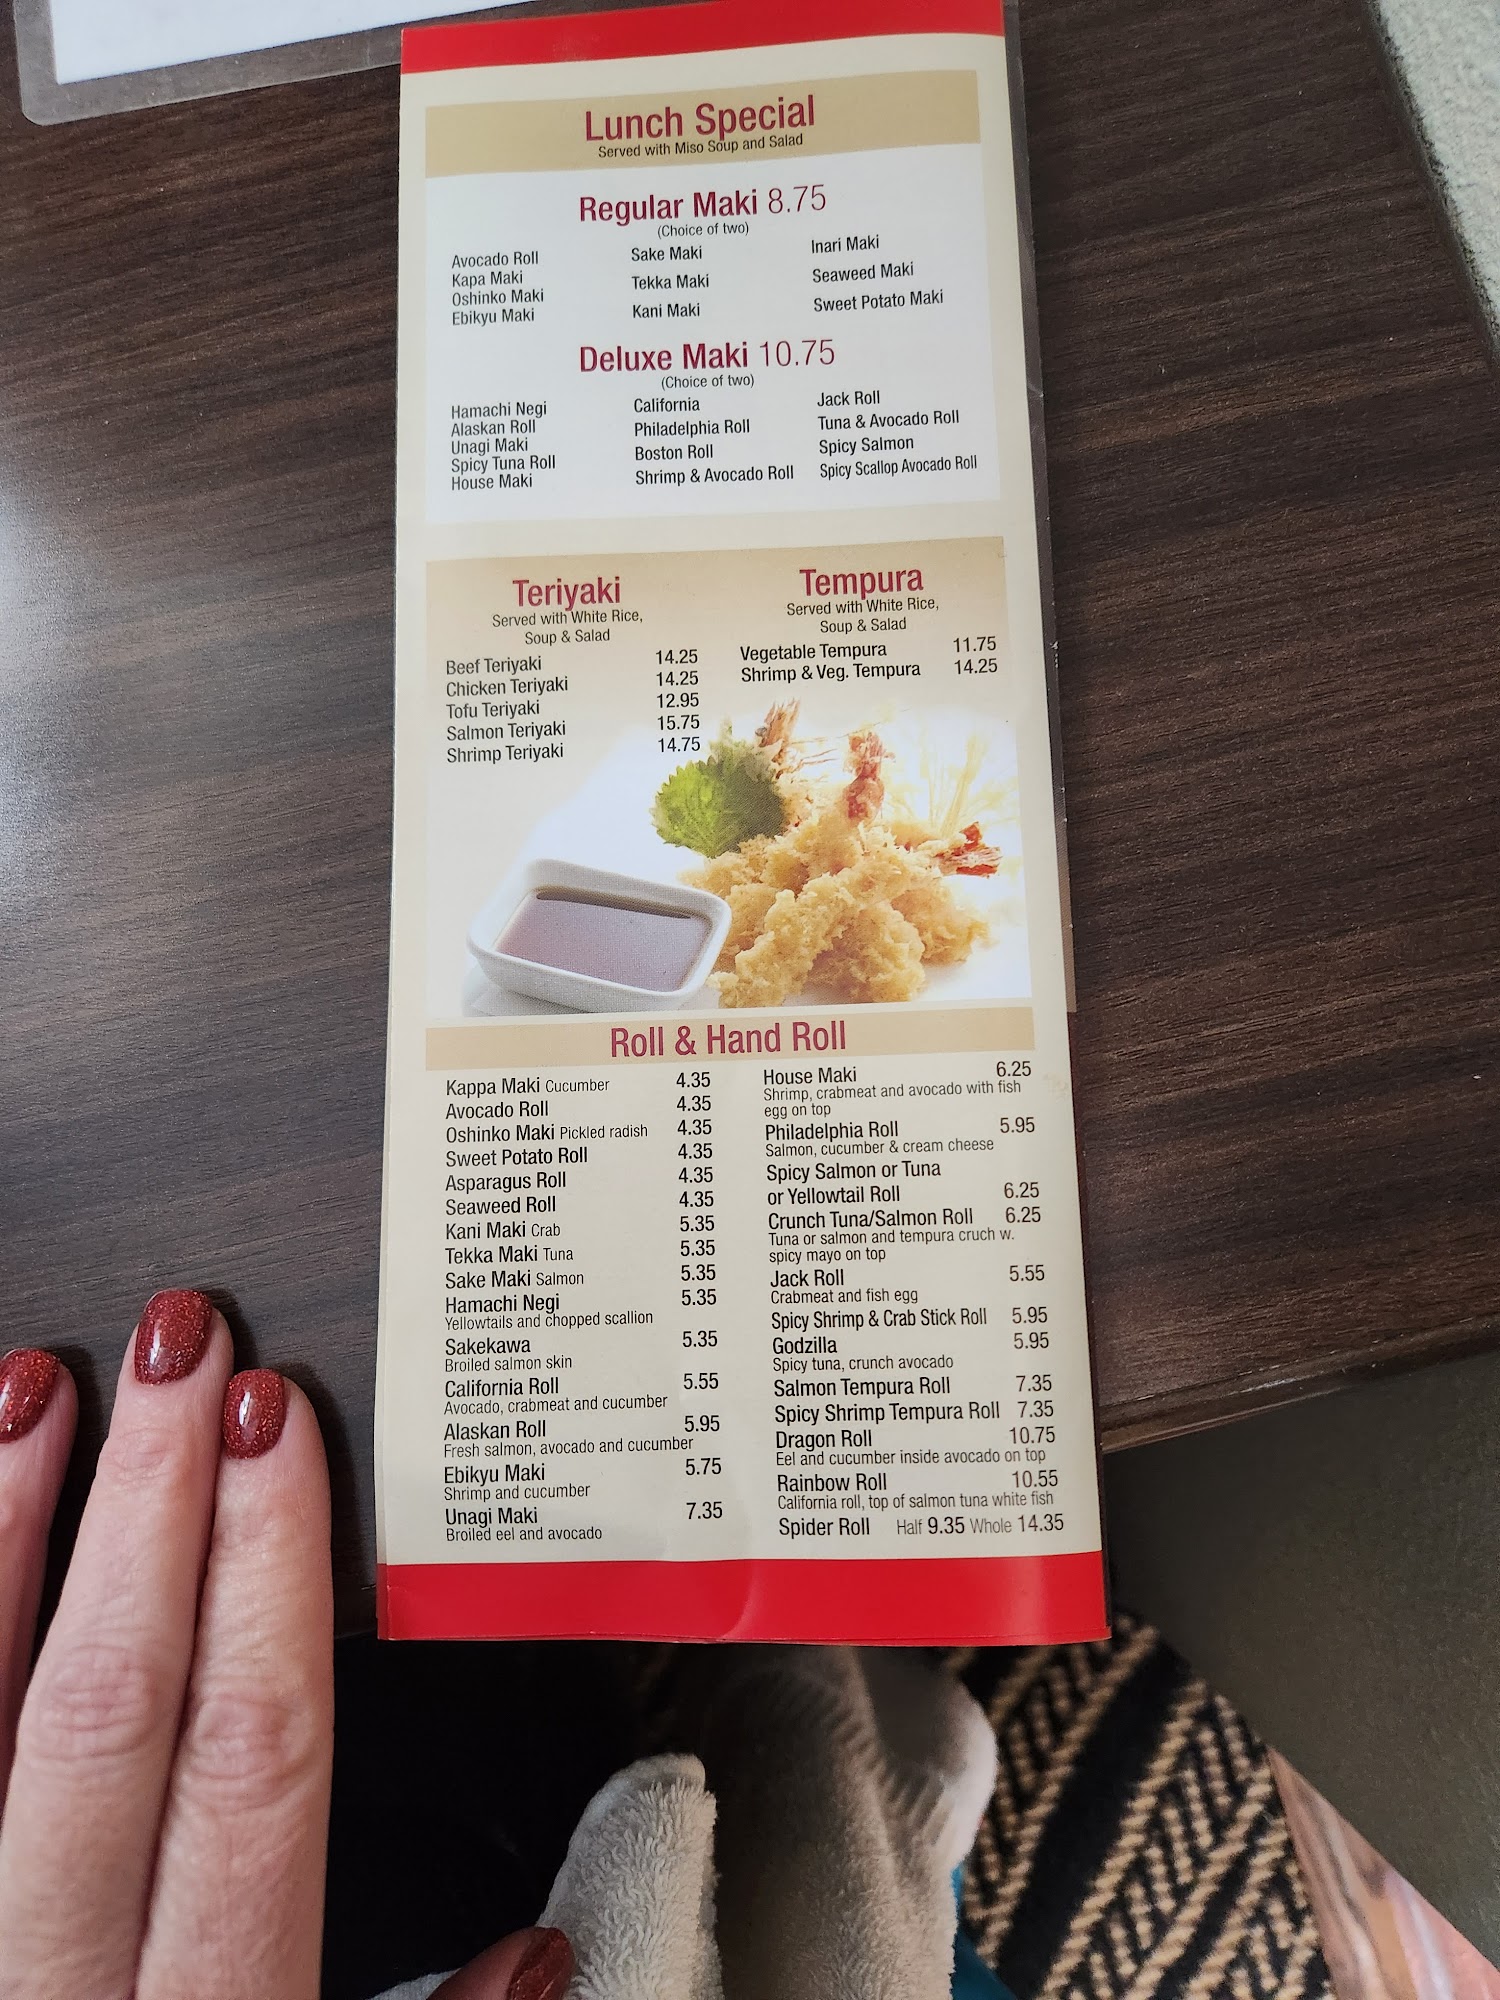 Lunch Special
Served with Miso Soup and Salad
Regular Maki 8.75
(Choice of two)
Avocado Roll
Kapa Maki
Oshinko Maki
Ebikyu Maki
Sake Maki
Tekka Maki
Kani Maki
Inari Maki
Seaweed Maki
Sweet Potato Maki
Deluxe Maki 10.75
(Choice of two)
Hamachi Negi
Alaskan Roll
Unagi Maki
Spicy Tuna Roll
House Maki
California
Philadelphia Roll
Boston Roll
Shrimp & Avocado Roll
Jack Roll
Tuna & Avocado Roll
Spicy Salmon
Spicy Scallop Avocado Roll
Teriyaki
Served with White Rice,
Soup & Salad
Beef Teriyaki 14.25
Chicken Teriyaki 14.25
Tofu Teriyaki 12.95
Salmon Teriyaki 15.75
Shrimp Teriyaki 14.75
Tempura
Served with White Rice,
Soup & Salad
Vegetable Tempura 11.75
Shrimp & Veg. Tempura 14.25
Roll & Hand Roll
Kappa Maki Cucumber 4.35
Avocado Roll 4.35
Oshinko Maki Pickled radish 4.35
Sweet Potato Roll 4.35
Asparagus Roll 4.35
Seaweed Roll 4.35
Kani Maki Crab 5.35
Tekka Maki Tuna 5.35
Sake Maki Salmon 5.35
Hamachi Negi 5.35
Yellowtails and chopped scallion
Sakekawa 5.35
Broiled salmon skin
California Roll 5.55
Avocado, crabmeat and cucumber
Alaskan Roll 5.95
Fresh salmon, avocado and cucumber
Ebikyu Maki 5.75
Shrimp and cucumber
Unagi Maki 7.35
Broiled eel and avocado
House Maki 6.25
Shrimp, crabmeat and avocado with fish
egg on top
Philadelphia Roll 5.95
Salmon, cucumber & cream cheese
Spicy Salmon or Tuna
or Yellowtail Roll 6.25
Crunch Tuna/Salmon Roll 6.25
Tuna or salmon and tempura cruch w.
spicy mayo on top
Jack Roll 5.55
Crabmeat and fish egg
Spicy Shrimp & Crab Stick Roll 5.95
Godzilla 5.95
Spicy tuna, crunch avocado
Salmon Tempura Roll 7.35
Spicy Shrimp Tempura Roll 7.35
Dragon Roll 10.75
Eel and cucumber inside avocado on top
Rainbow Roll 10.55
California roll, top of salmon tuna white fish
Spider Roll Half 9.35 Whole 14.35